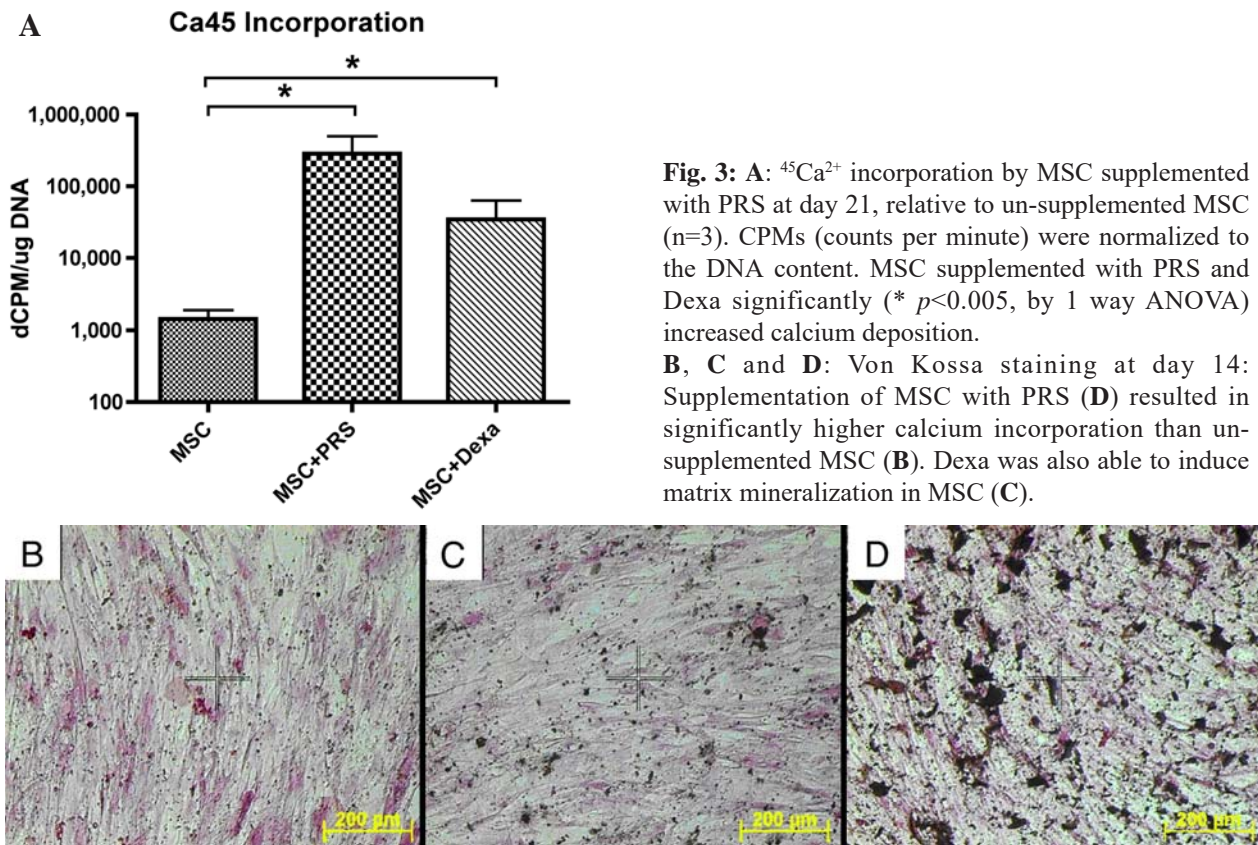 A
Ca45 Incorporation
*
*
1,000,000
100,000
10,000
1,000
100
dCPM/ug DNA
MSC
MSC+PRS
MSC+Dexa
Fig. 3: A: ⁴⁵Ca²⁺ incorporation by MSC supplemented
with PRS at day 21, relative to un-supplemented MSC
(n=3). CPMs (counts per minute) were normalized to
the DNA content. MSC supplemented with PRS and
Dexa significantly (* p<0.005, by 1 way ANOVA)
increased calcium deposition.
B, C and D: Von Kossa staining at day 14:
Supplementation of MSC with PRS (D) resulted in
significantly higher calcium incorporation than un-
supplemented MSC (B). Dexa was also able to induce
matrix mineralization in MSC (C).
B
200 µm
C
200 µm
D
200 µm